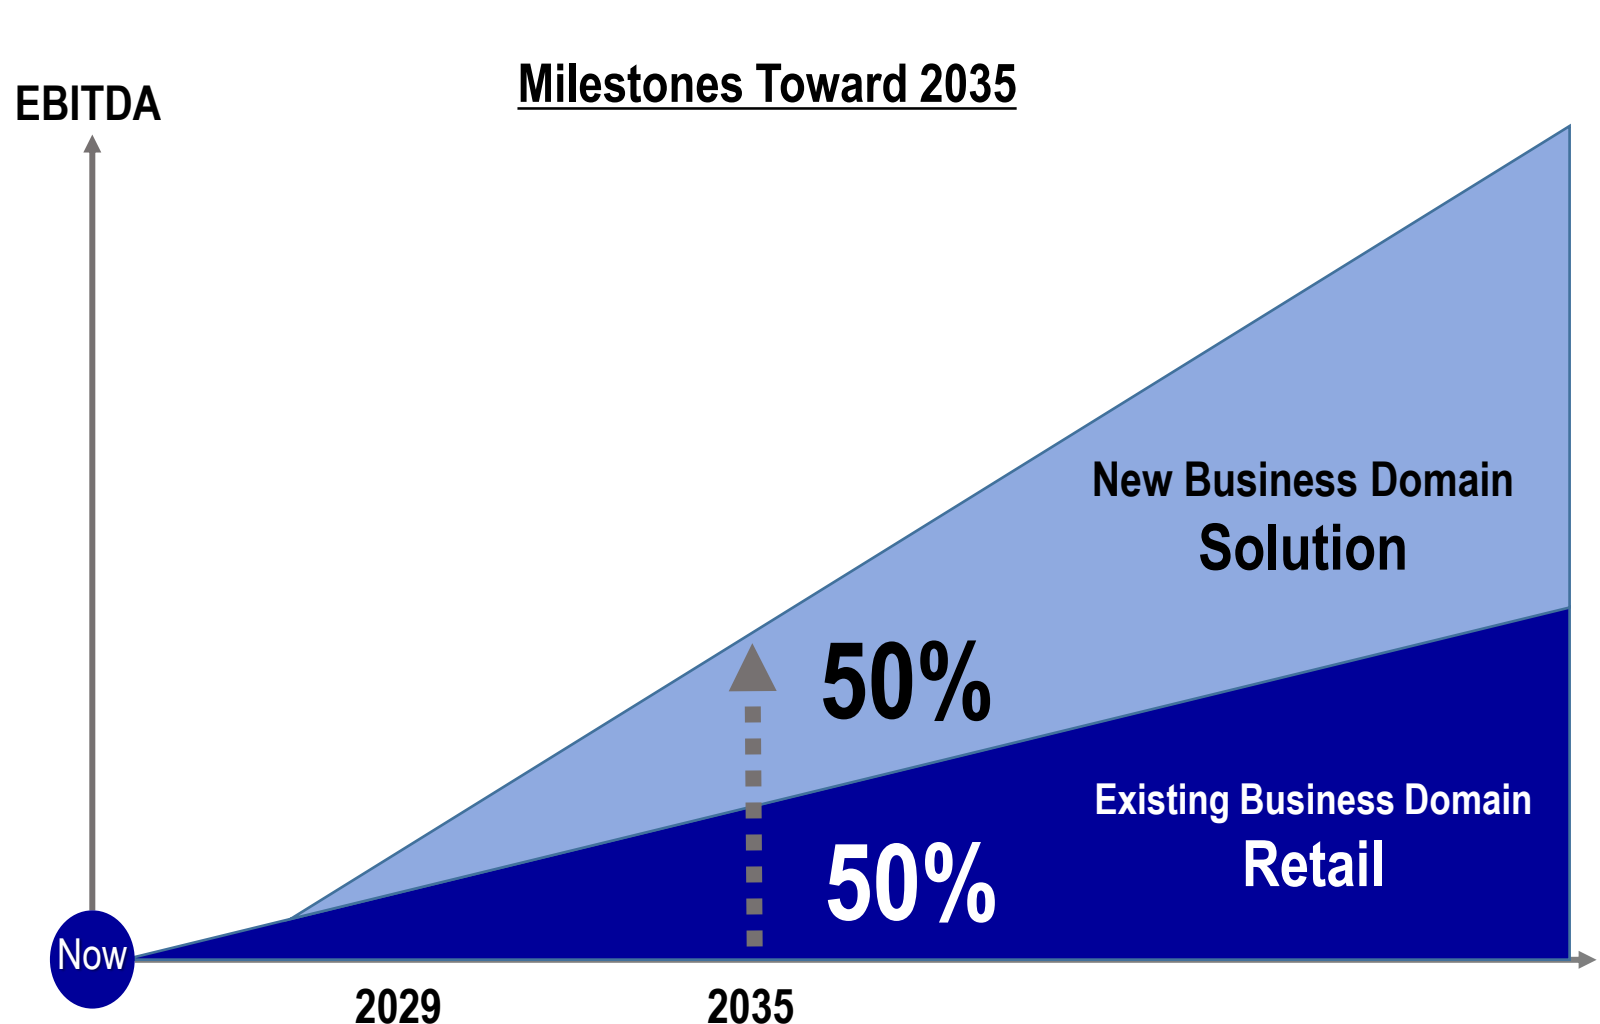 Milestones Toward 2035
EBITDA
New Business Domain
Solution
50%
Existing Business Domain
Retail
50%
Now
2029
2035